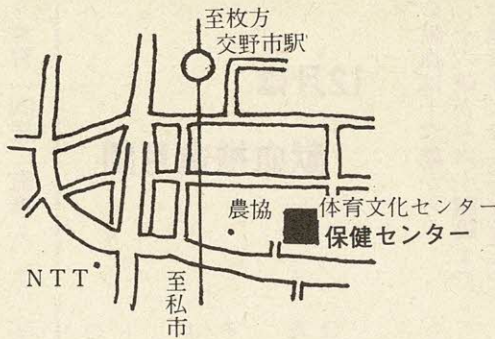 至枚方
交野市駅
農協
体育文化センター
保健センター
NTT
至私市